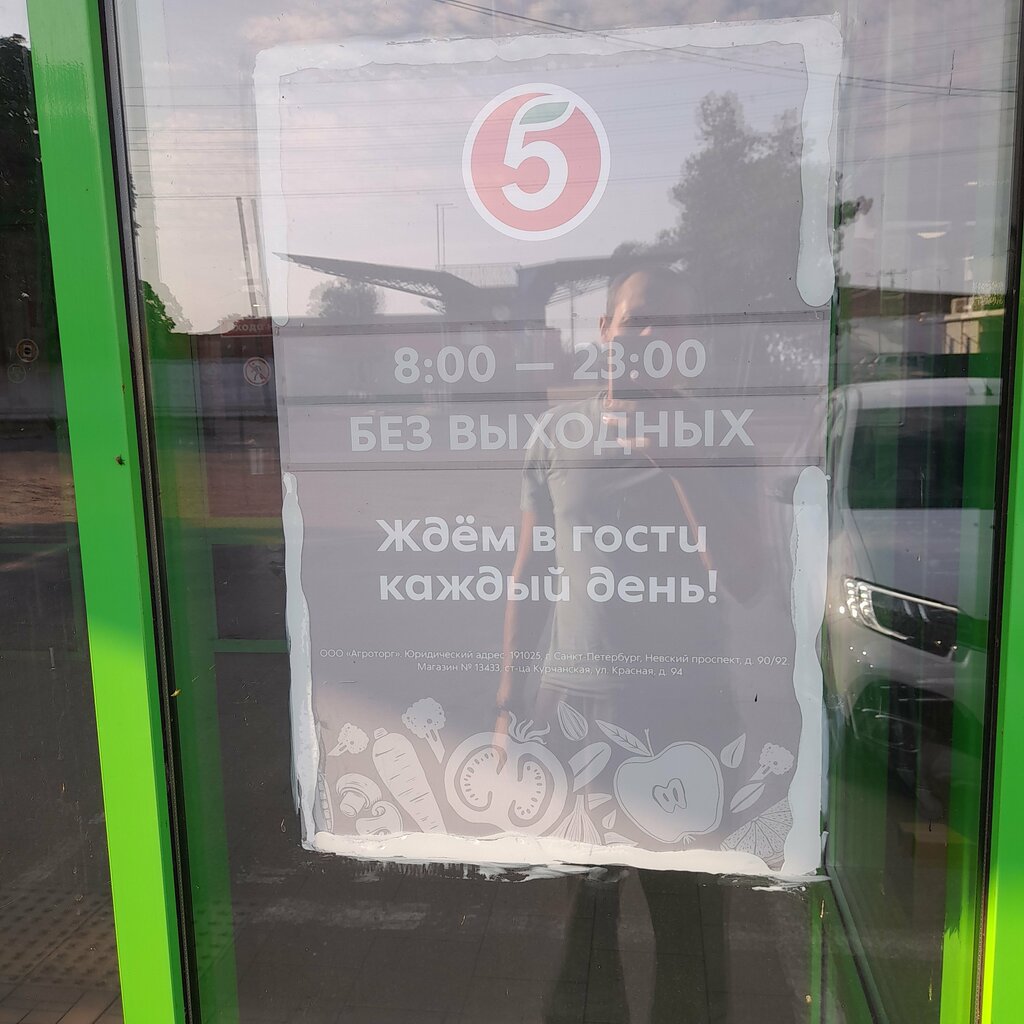 5
8:00 — 23:00
БЕЗ ВЫХОДНЫХ
Ждём в гости
каждый день!
ООО «Агроторг». Юридический адрес: 191025, г. Санкт-Петербург, Невский проспект, д. 90/92.
Магазин № 13433, ст-ца Курчанская, ул. Красная, д. 94